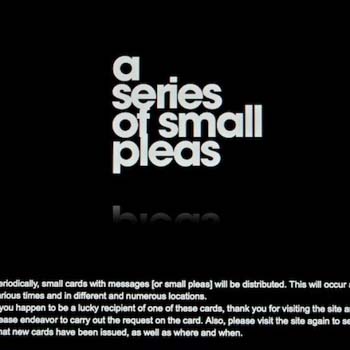 a
series
of small
pleas
eriodically, small cards with messages [or small pleas] will be distributed. This will occur a
arious times and in different and numerous locations.
you happen to be a lucky recipient of one of these cards, thank you for visiting the site a
ease endeavor to carry out the request on the card. Also, please visit the site again to se
hat new cards have been issued, as well as where and when.